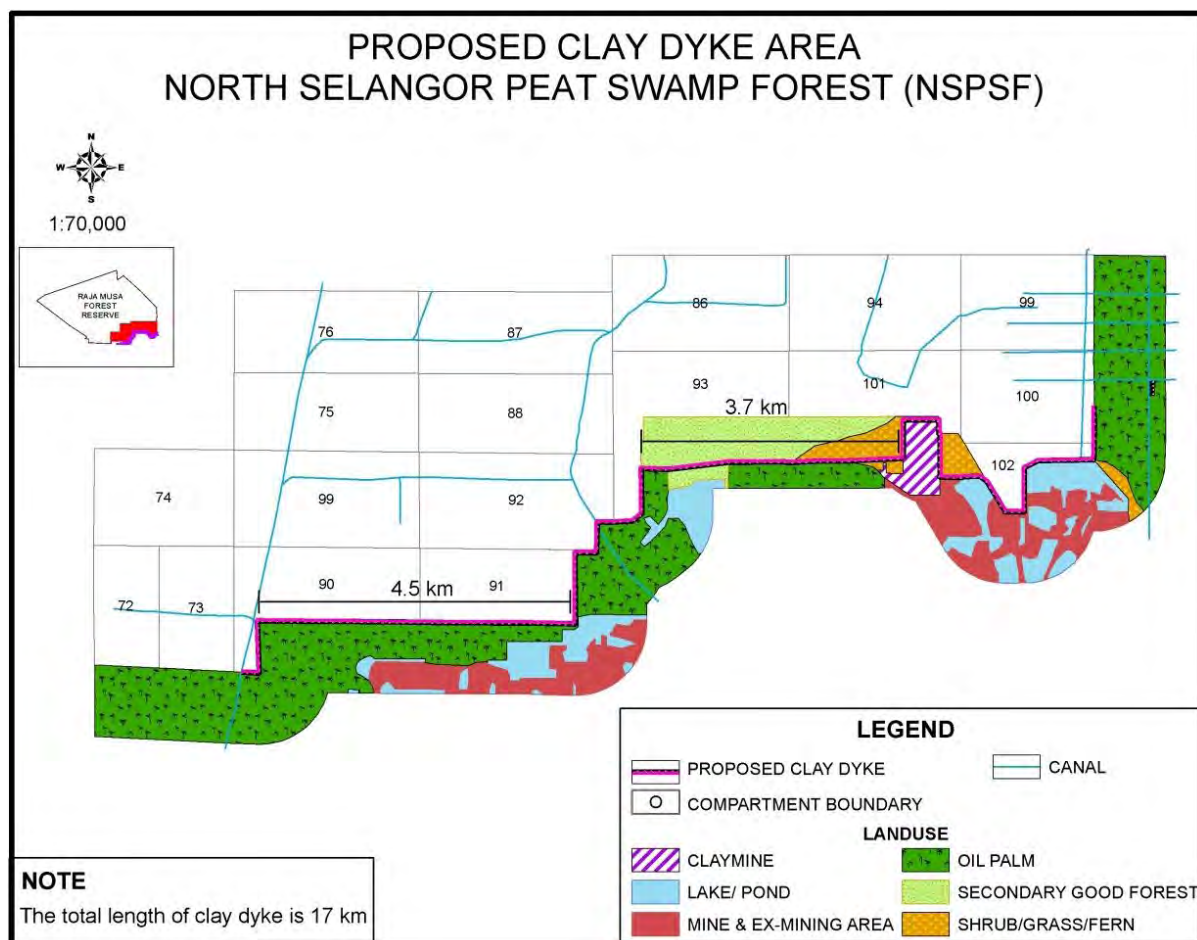 PROPOSED CLAY DYKE AREA
NORTH SELANGOR PEAT SWAMP FOREST (NSPSF)
N
W E
S
1:70,000
RAJA MUSA
FOREST
RESERVE
86
94
99
76
87
93
101
100
75
88
3.7 km
102
74
99
92
90
91
4.5 km
72
73
LEGEND
PROPOSED CLAY DYKE
CANAL
COMPARTMENT BOUNDARY
LANDUSE
CLAYMINE
OIL PALM
LAKE/ POND
SECONDARY GOOD FOREST
MINE & EX-MINING AREA
SHRUB/GRASS/FERN
NOTE
The total length of clay dyke is 17 km